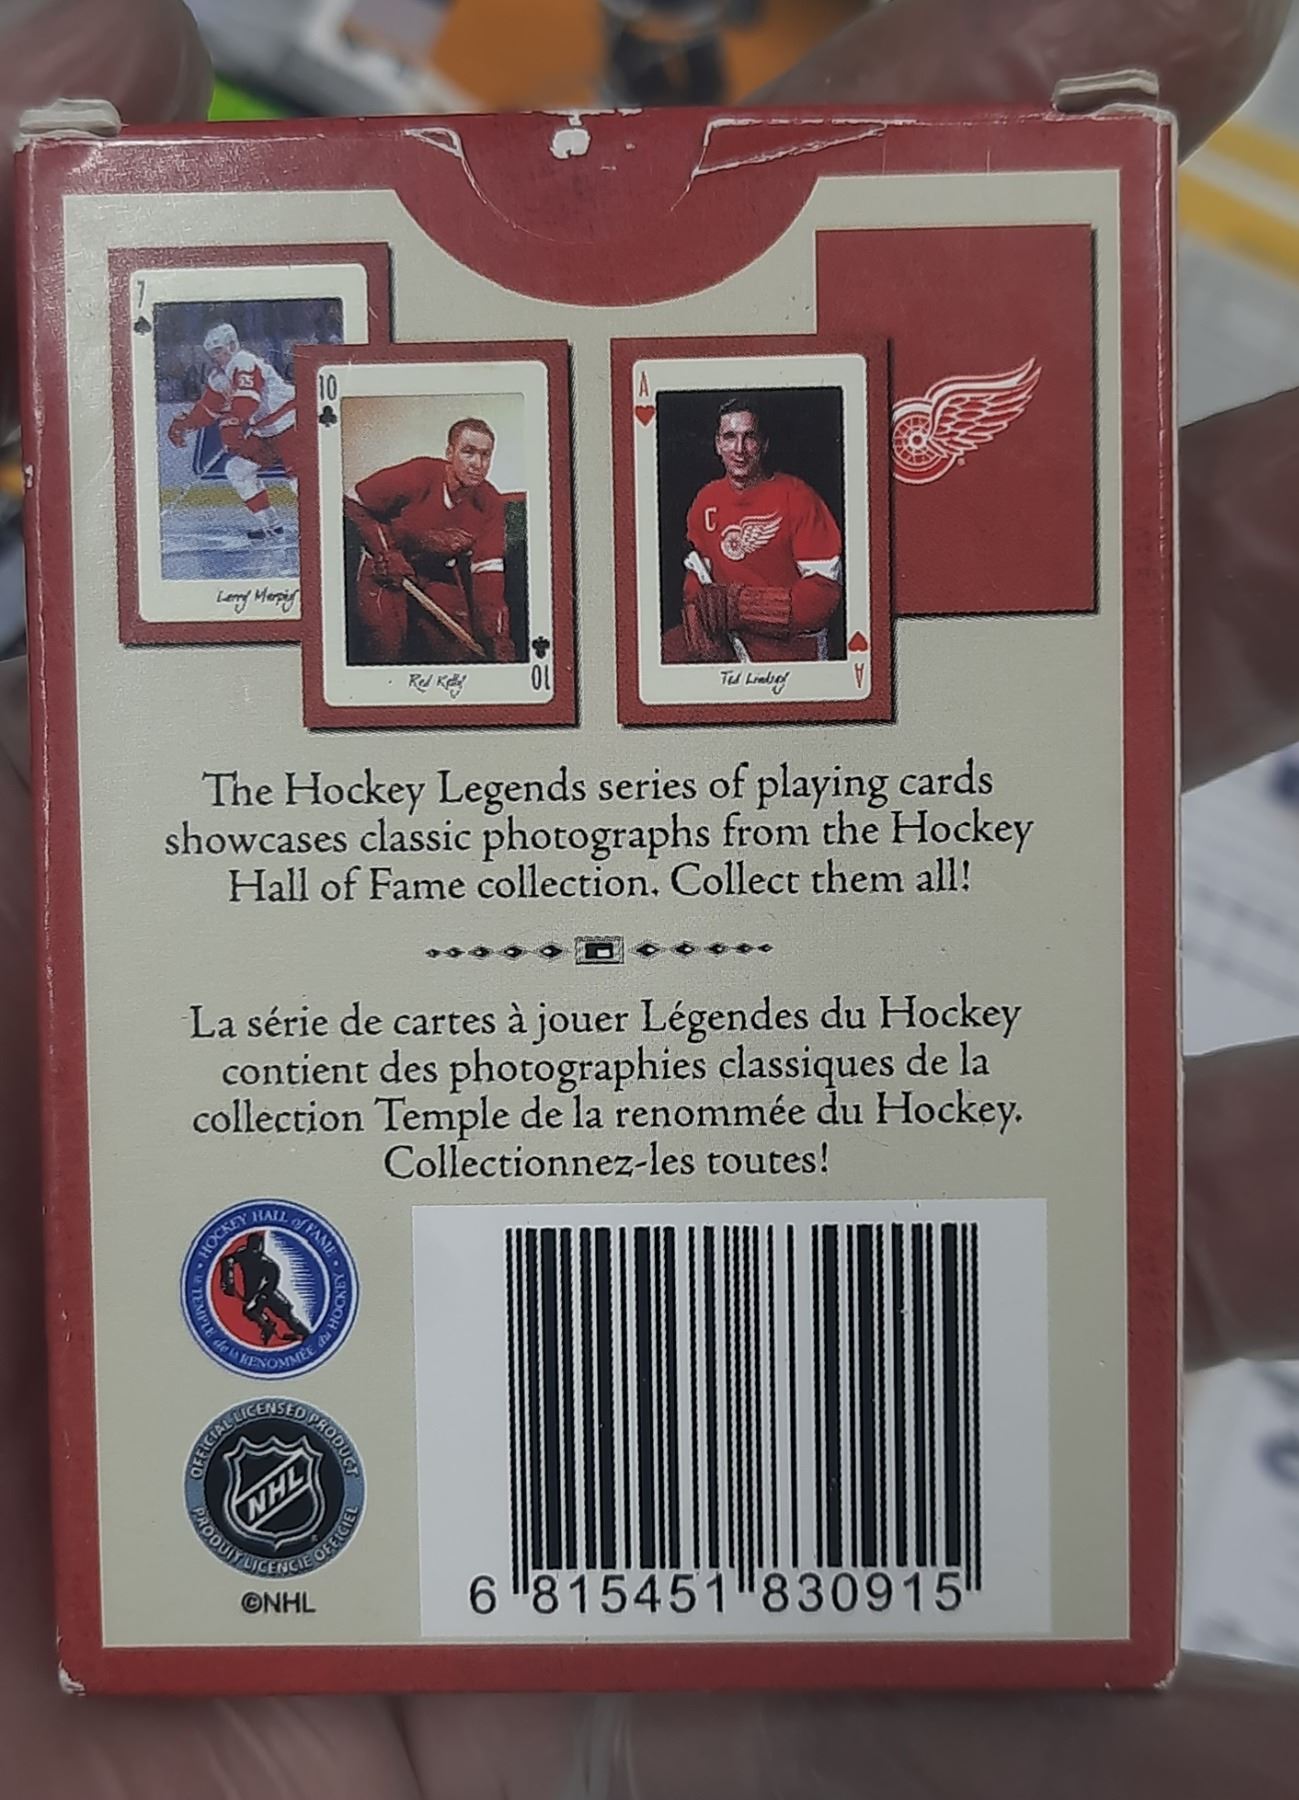 7
55
Larry Murphy
10
Red Kelly
10
A
C
Ted Lindsay
A
The Hockey Legends series of playing cards
showcases classic photographs from the Hockey
Hall of Fame collection. Collect them all!
La série de cartes à jouer Légendes du Hockey
contient des photographies classiques de la
collection Temple de la renommée du Hockey.
Collectionnez-les toutes!
HOCKEY HALL of FAME
TEMPLE de la RENOMMÉE du HOCKEY
OFFICIAL LICENSED PRODUCT
NHL
PRODUIT LICENCIE OFFICIEL
©NHL
6 815451 830915